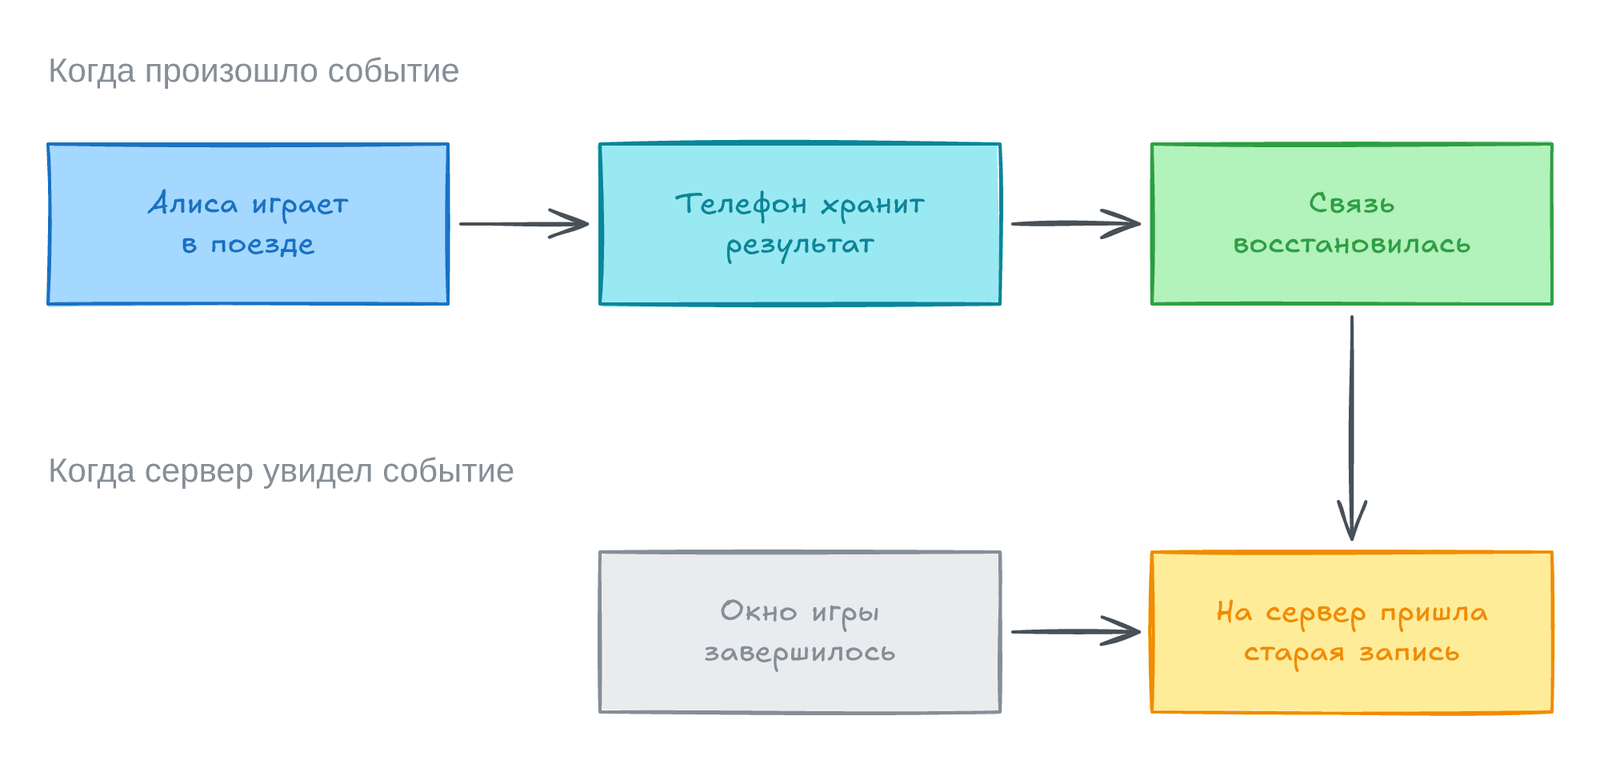 Когда произошло событие
Алиса играет
в поезде
Телефон хранит
результат
Связь
восстановилась
Когда сервер увидел событие
Окно игры
завершилось
На сервер пришла
старая запись